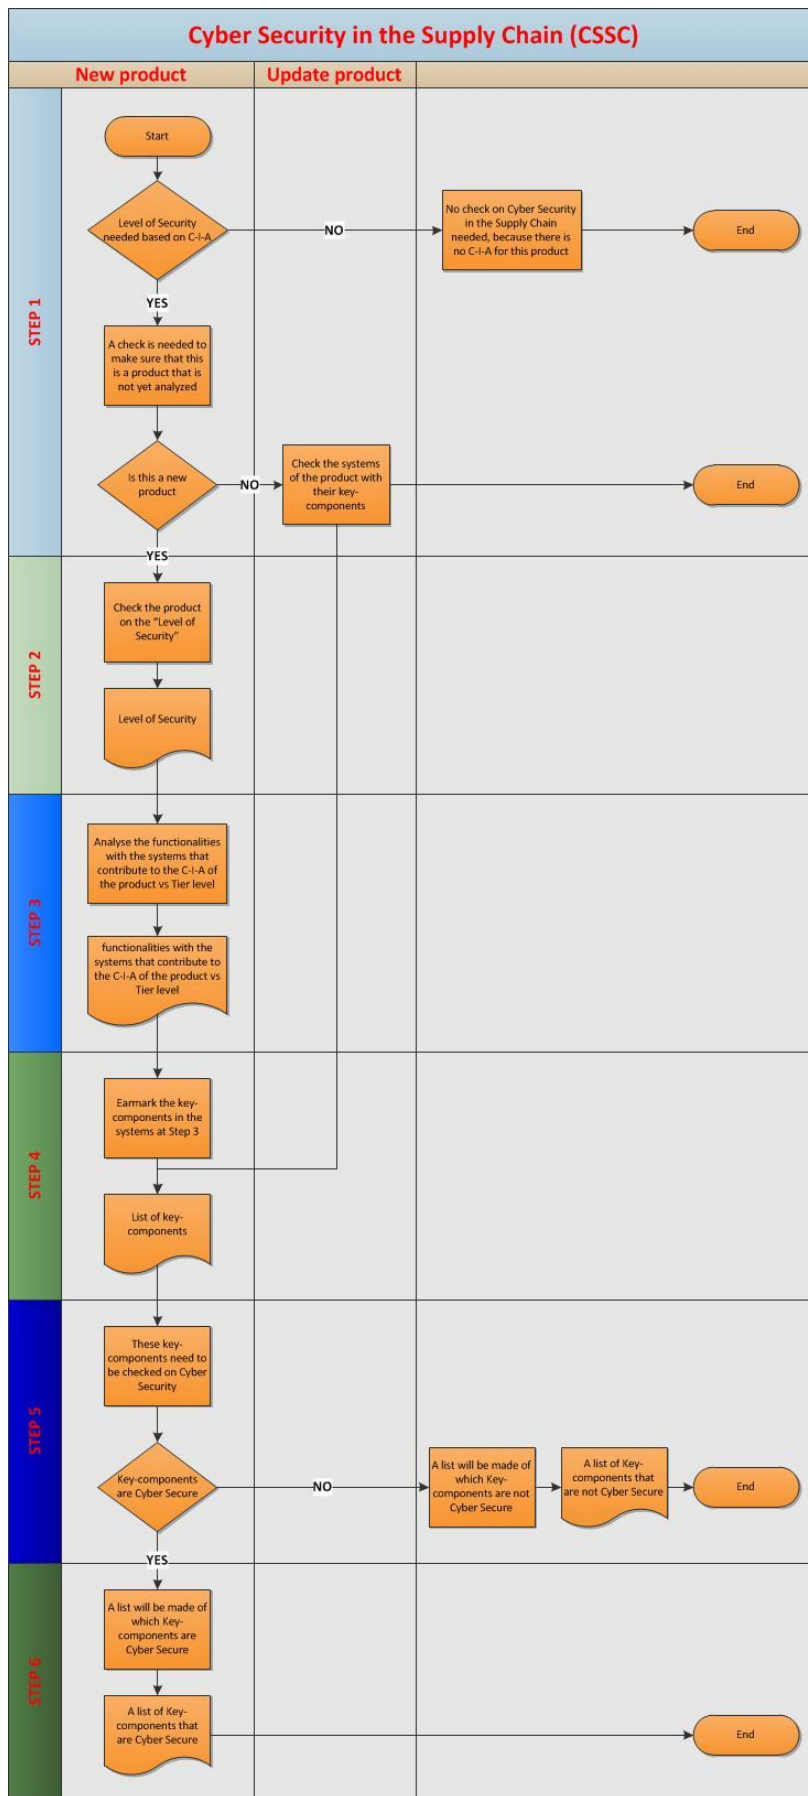 Cyber Security in the Supply Chain (CSSC)
New product
Update product
STEP 1
Start
Level of Security
needed based on C-I-A
NO
No check on Cyber Security
in the Supply Chain
needed, because there is
no C-I-A for this product
End
YES
A check is needed to
make sure that this
is a product that is
not yet analyzed
Is this a new
product
NO
Check the systems
of the product with
their key-
components
End
YES
STEP 2
Check the product
on the “Level of
Security”
Level of Security
STEP 3
Analyse the functionalities
with the systems that
contribute to the C-I-A of
the product vs Tier level
functionalities with the
systems that contribute to
the C-I-A of the product vs
Tier level
STEP 4
Earmark the key-
components in the
systems at Step 3
List of key-
components
STEP 5
These key-
components need to
be checked on Cyber
Security
Key-components
are Cyber Secure
NO
A list will be made of
which Key-
components are not
Cyber Secure
A list of Key-
components that
are not Cyber Secure
End
YES
STEP 6
A list will be made of
which Key-
components are
Cyber Secure
A list of Key-
components that
are Cyber Secure
End